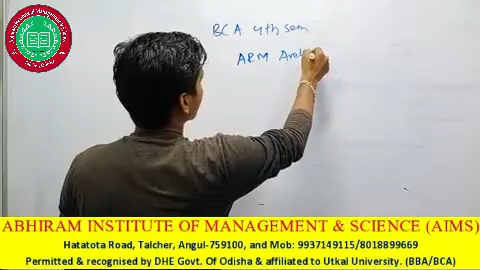 BCA 4th sem
ARM
ABHIRAM INSTITUTE OF MANAGEMENT & SCIENCE (AIMS)
Hatatota Road, Talcher, Angul-759100, and Mob: 9937149115/8018899669
Permitted & recognised by DHE Govt. Of Odisha & affiliated to Utkal University. (BBA/BCA)